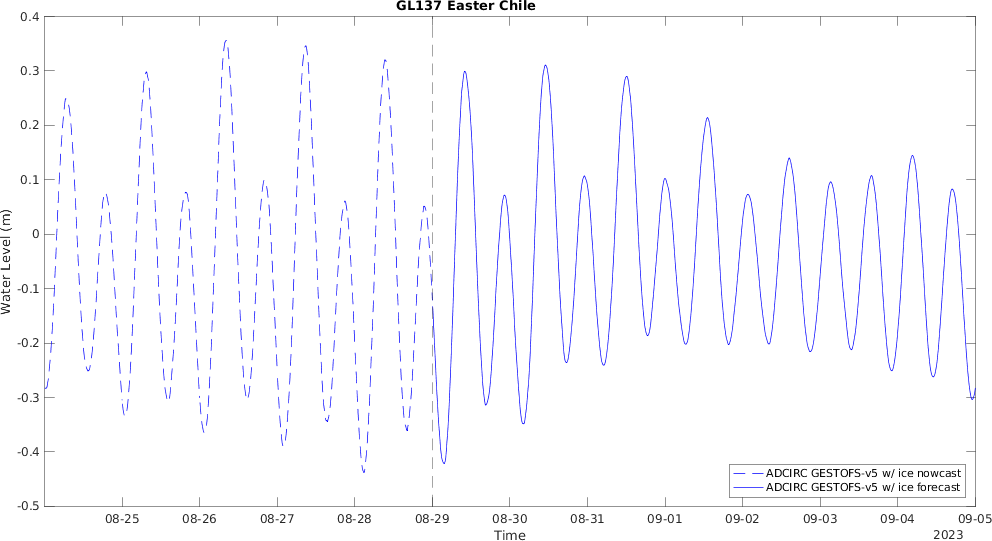 GL137 Easter Chile
0.4
0.3
0.2
0.1
0
-0.1
-0.2
-0.3
-0.4
-0.5
Water Level (m)
ADCIRC GESTOFS-v5 w/ ice nowcast
ADCIRC GESTOFS-v5 w/ ice forecast
08-25 08-26 08-27 08-28 08-29 08-30 08-31 09-01 09-02 09-03 09-04 09-05
Time
2023